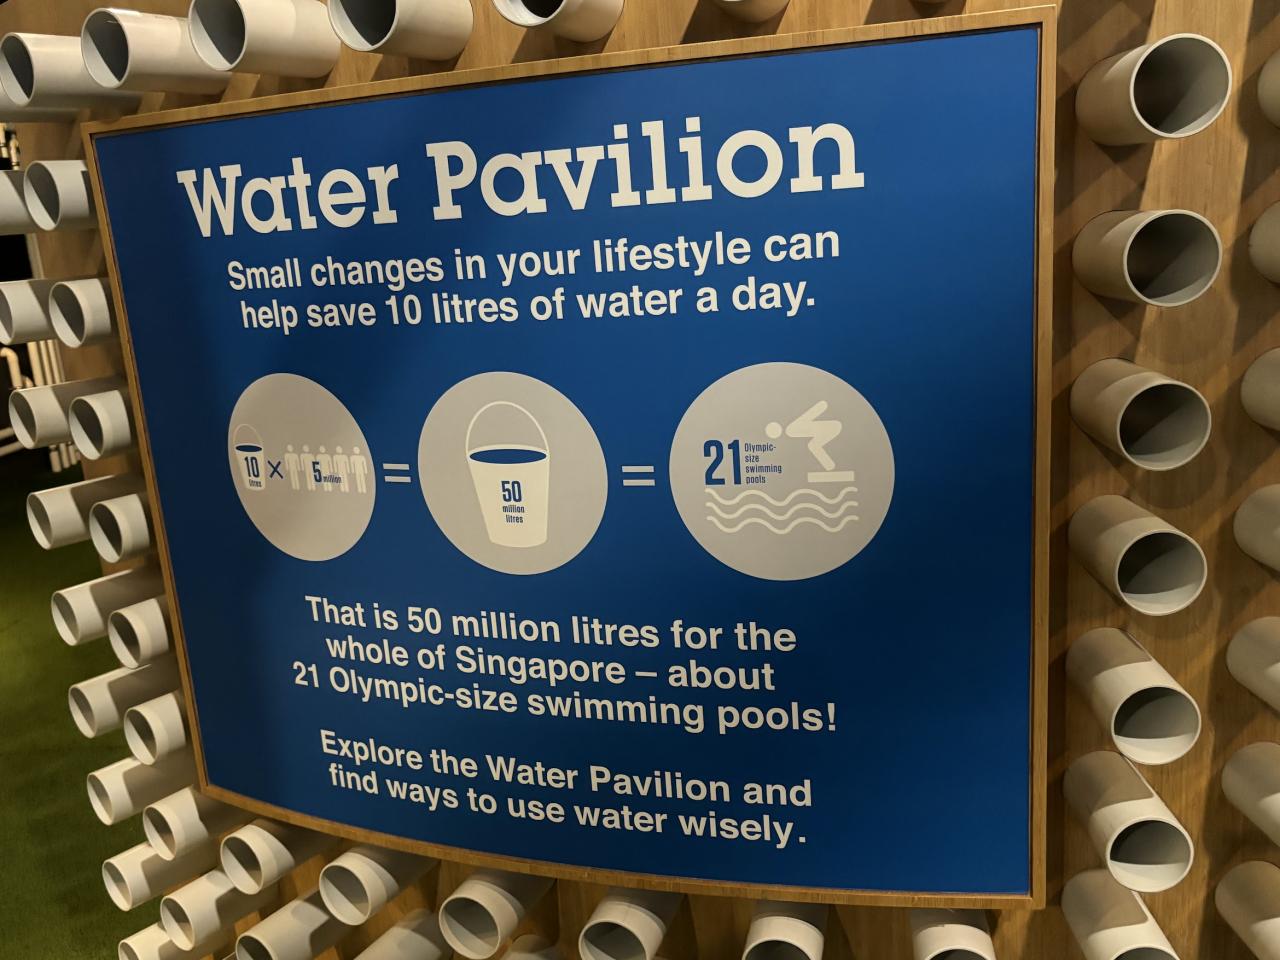 Water Pavilion
Small changes in your lifestyle can
help save 10 litres of water a day.
10
litres
×
5 million
=
50
million
litres
=
21
Olympic-
size
swimming
pools
That is 50 million litres for the
whole of Singapore – about
21 Olympic-size swimming pools!
Explore the Water Pavilion and
find ways to use water wisely.